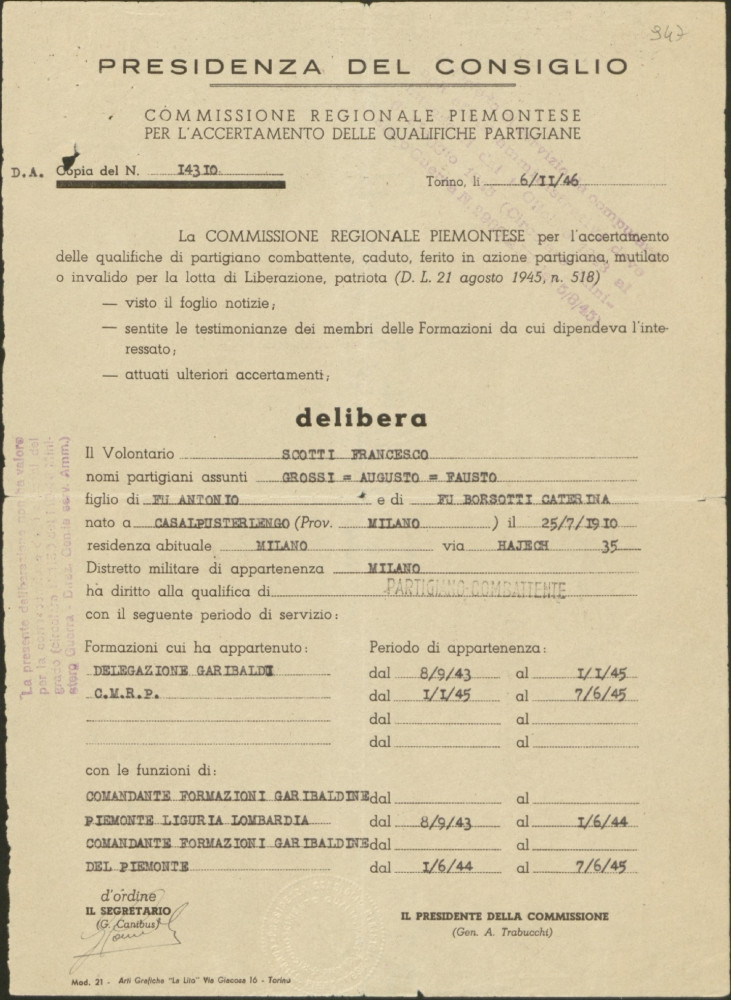 347
PRESIDENZA DEL CONSIGLIO
COMMISSIONE REGIONALE PIEMONTESE
PER L'ACCERTAMENTO DELLE QUALIFICHE PARTIGIANE
D.A. Copia del N. 14310.
Torino, li 6/II/46
La COMMISSIONE REGIONALE PIEMONTESE per l'accertamento
delle qualifiche di partigiano combattente, caduto, ferito in azione partigiana, mutilato
o invalido per la lotta di Liberazione, patriota (D. L. 21 agosto 1945, n. 518)
— visto il foglio notizie;
— sentite le testimonianze dei membri delle Formazioni da cui dipendeva l'inte-
ressato;
— attuati ulteriori accertamenti;
delibera
Il Volontario SCOTTI FRANCESCO
nomi partigiani assunti GROSSI = AUGUSTO = FAUSTO
figlio di FU ANTONIO e di FU BORSOTTI CATERINA
nato a CASALPUSTERLENGO (Prov. MILANO ) il 25/7/1910
residenza abituale MILANO via HAJECH 35
Distretto militare di appartenenza MILANO
ha diritto alla qualifica di PARTIGIANO COMBATTENTE
con il seguente periodo di servizio:
Formazioni cui ha appartenuto: Periodo di appartenenza:
DELEGAZIONE GARIBALDI dal 8/9/43 al I/I/45
C.M.R.P. dal I/I/45 al 7/6/45
dal al
dal al
con le funzioni di:
COMANDANTE FORMAZIONI GARIBALDINE dal al
PIEMONTE LIGURIA LOMBARDIA dal 8/9/43 al I/6/44
COMANDANTE FORMAZIONI GARIBALDINE dal al
DEL PIEMONTE dal I/6/44 al 7/6/45
d'ordine
IL SEGRETARIO
(G. Canibus)
IL PRESIDENTE DELLA COMMISSIONE
(Gen. A. Trabucchi)
Mod. 21 - Arti Grafiche "La Lito" Via Giacosa 16 - Torino
La presente deliberazione non ha valore